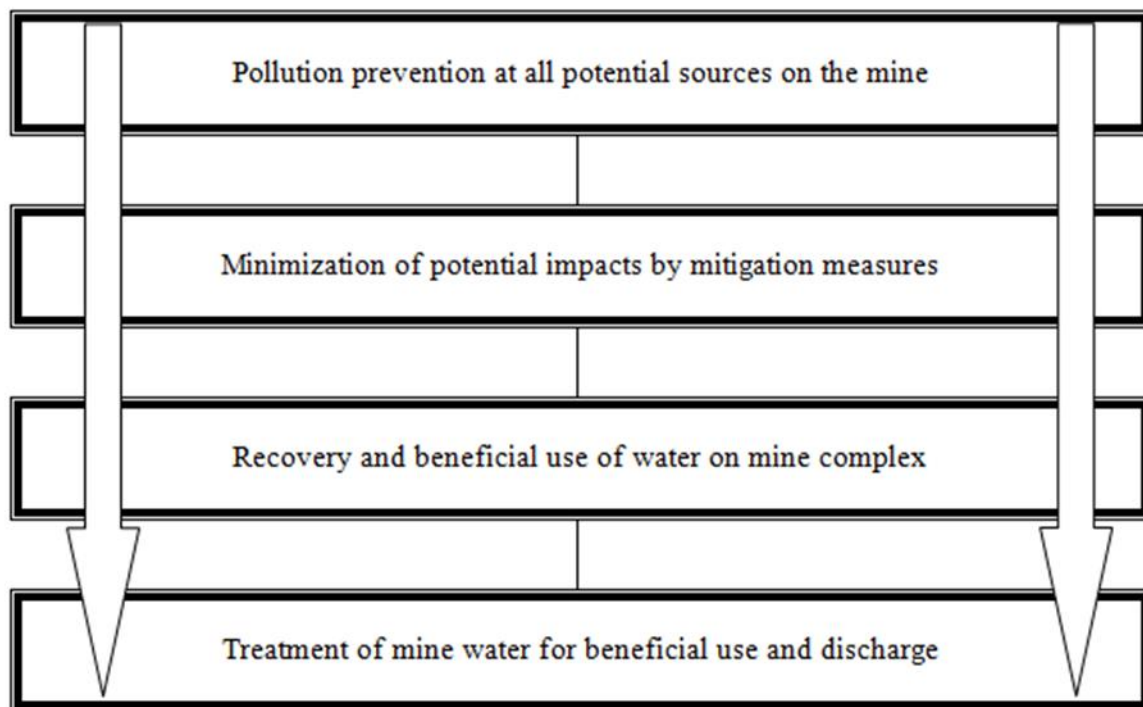 Pollution prevention at all potential sources on the mine
Minimization of potential impacts by mitigation measures
Recovery and beneficial use of water on mine complex
Treatment of mine water for beneficial use and discharge